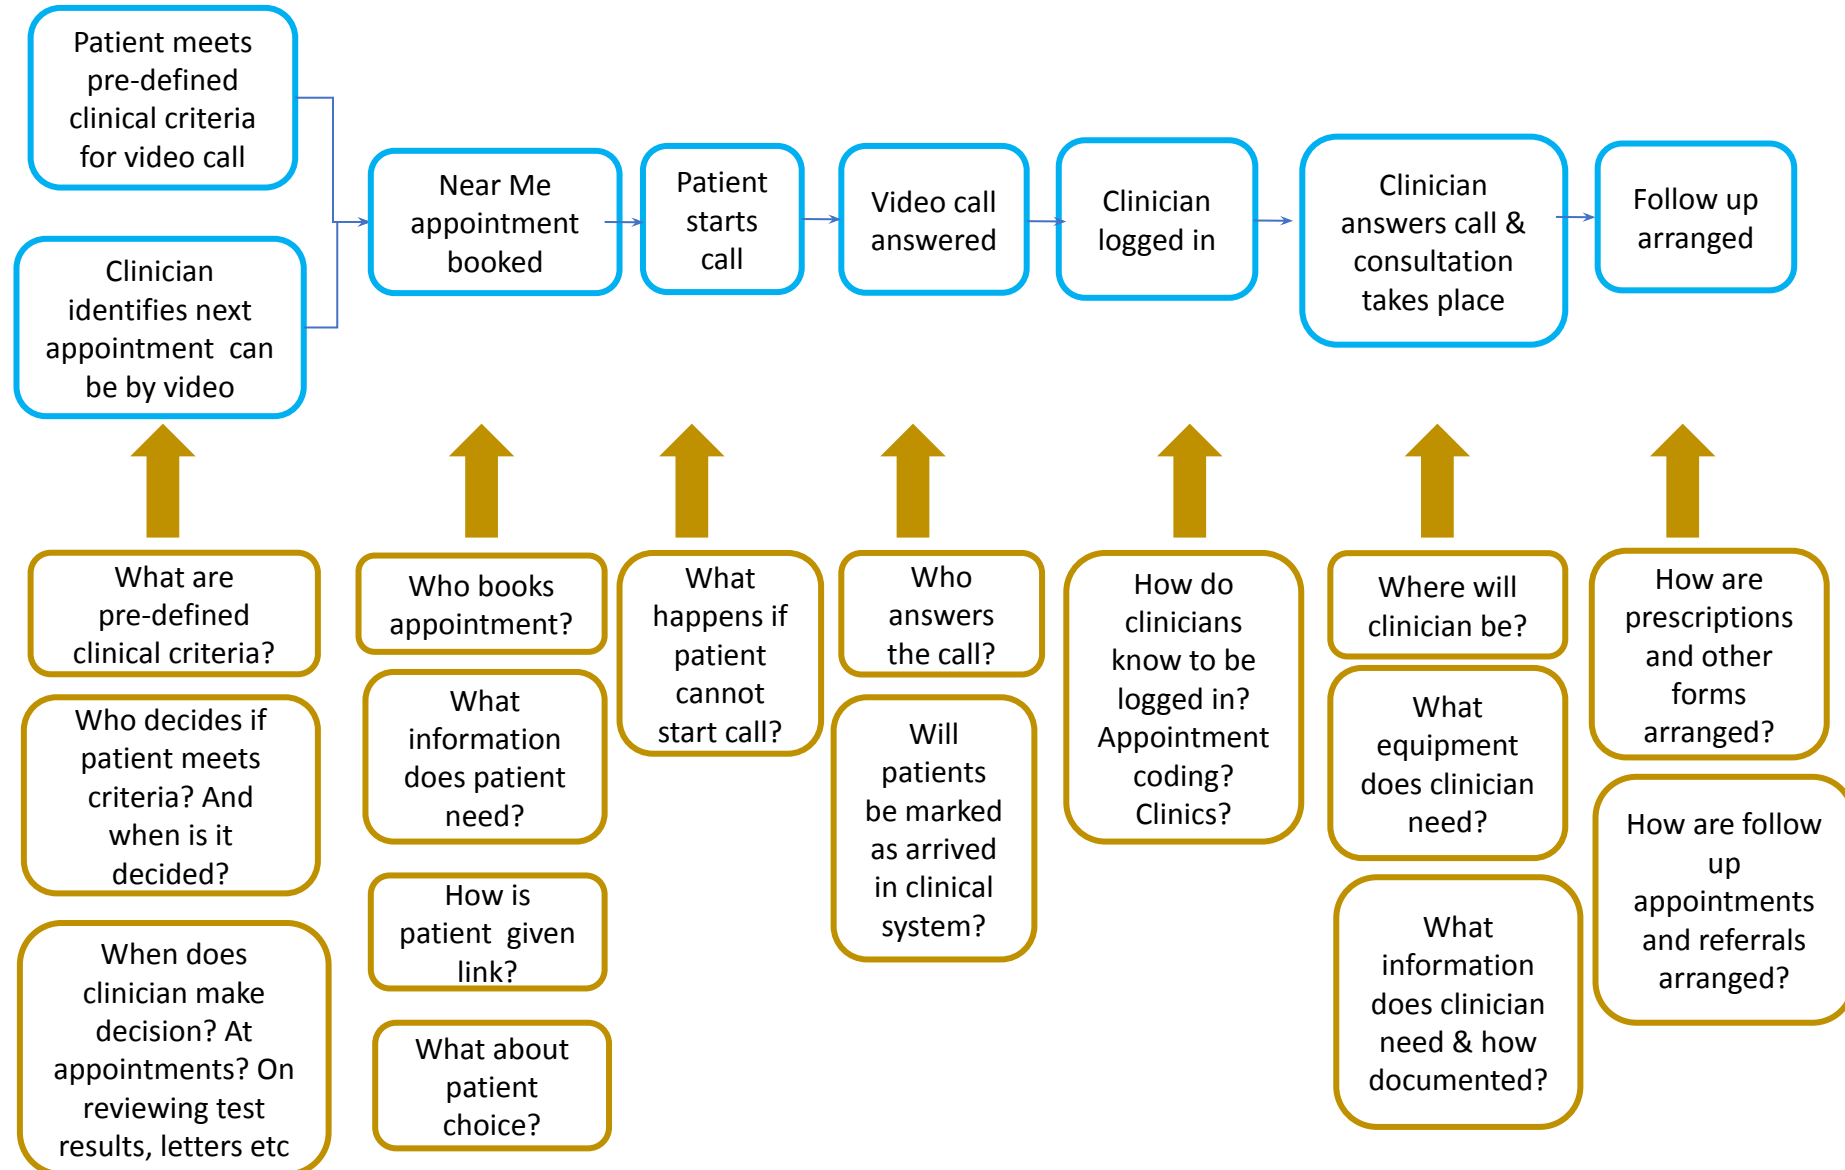 Patient meets
pre-defined
clinical criteria
for video call
Clinician
identifies next
appointment can
be by video
Near Me
appointment
booked
Patient
starts
call
Video call
answered
Clinician
logged in
Clinician
answers call &
consultation
takes place
Follow up
arranged
What are
pre-defined
clinical criteria?
Who decides if
patient meets
criteria? And
when is it
decided?
When does
clinician make
decision? At
appointments? On
reviewing test
results, letters etc
Who books
appointment?
What
information
does patient
need?
How is
patient given
link?
What about
patient
choice?
What
happens if
patient
cannot
start call?
Who
answers
the call?
Will
patients
be marked
as arrived
in clinical
system?
How do
clinicians
know to be
logged in?
Appointment
coding?
Clinics?
Where will
clinician be?
What
equipment
does clinician
need?
What
information
does clinician
need & how
documented?
How are
prescriptions
and other
forms
arranged?
How are follow
up
appointments
and referrals
arranged?